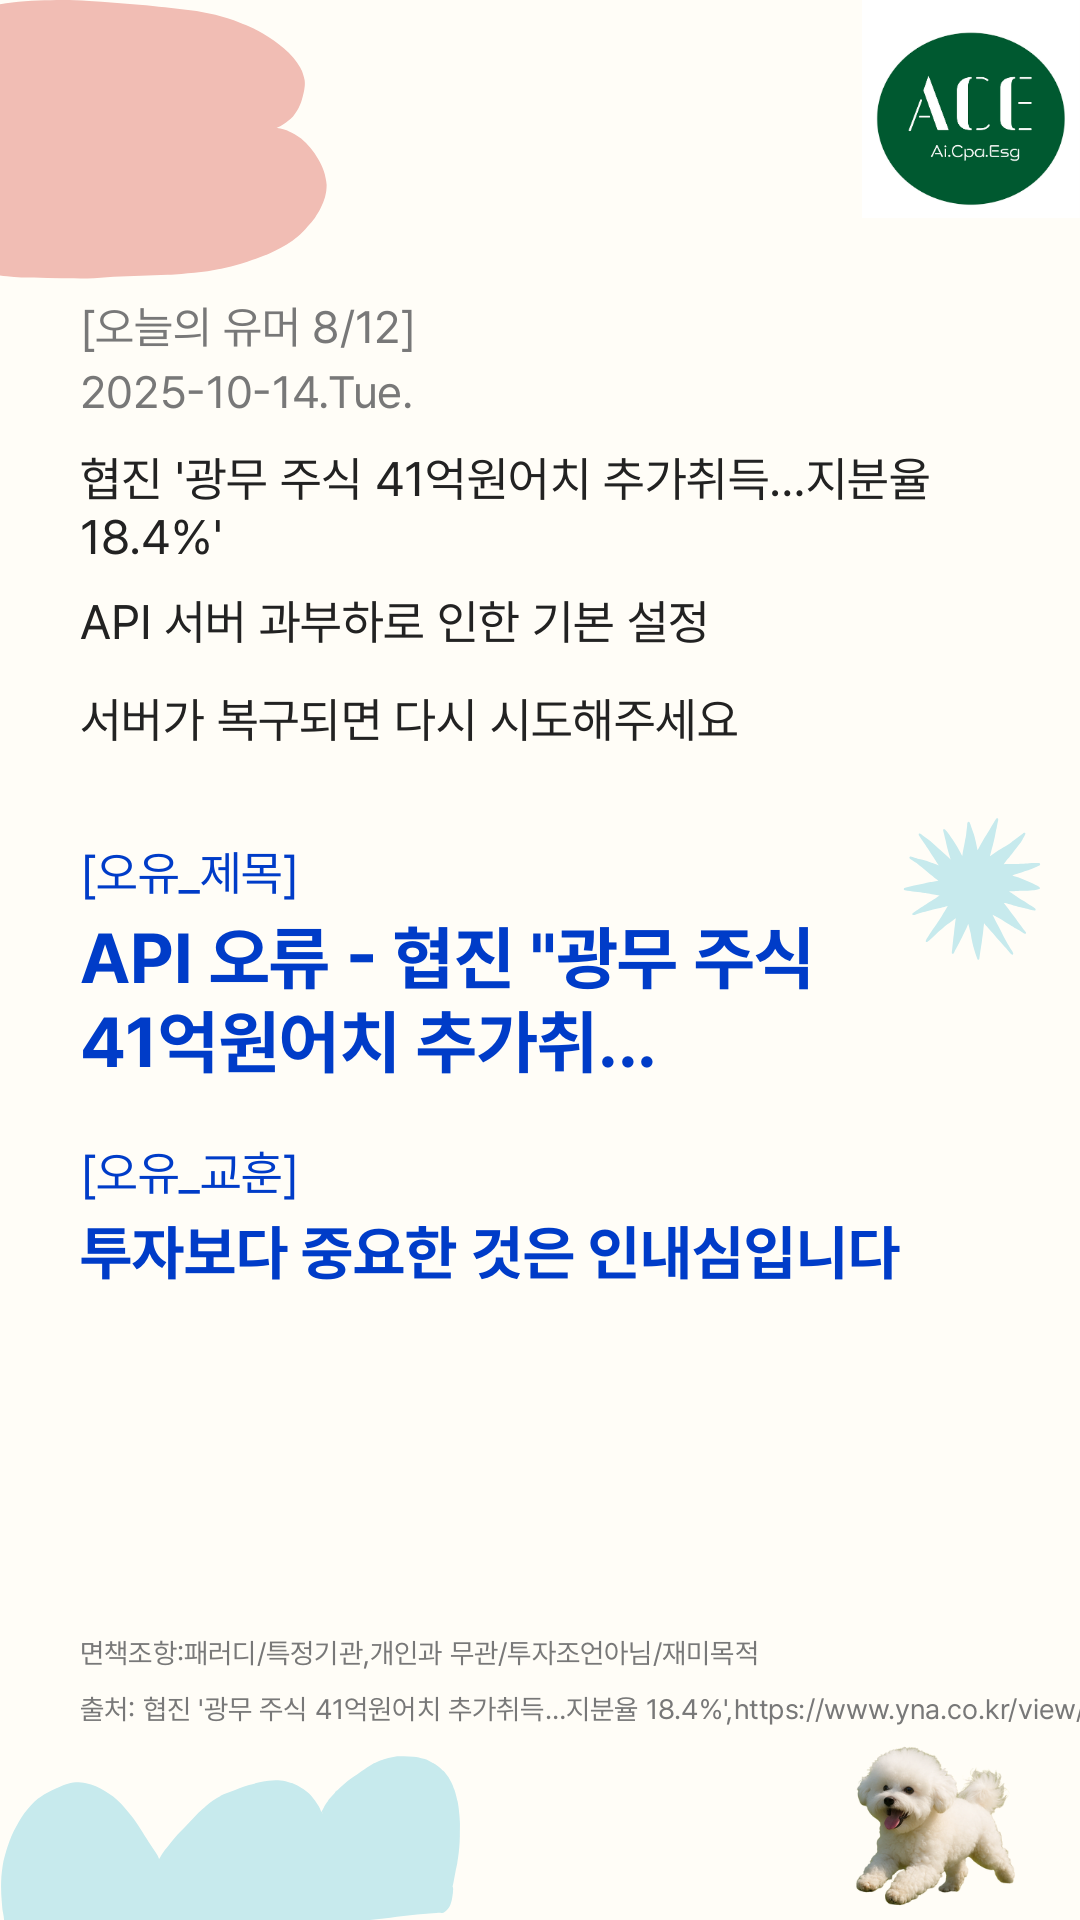 ACE
Ai.Cpa.Esg
[오늘의 유머 8/12]
2025-10-14.Tue.
협진 '광무 주식 41억원어치 추가취득...지분율
18.4%'
API 서버 과부하로 인한 기본 설정
서버가 복구되면 다시 시도해주세요
[오유_제목]
API 오류 - 협진 "광무 주식
41억원어치 추가취...
[오유_교훈]
투자보다 중요한 것은 인내심입니다
면책조항:패러디/특정기관,개인과 무관/투자조언아님/재미목적
출처: 협진 '광무 주식 41억원어치 추가취득...지분율 18.4%',https://www.yna.co.kr/view/